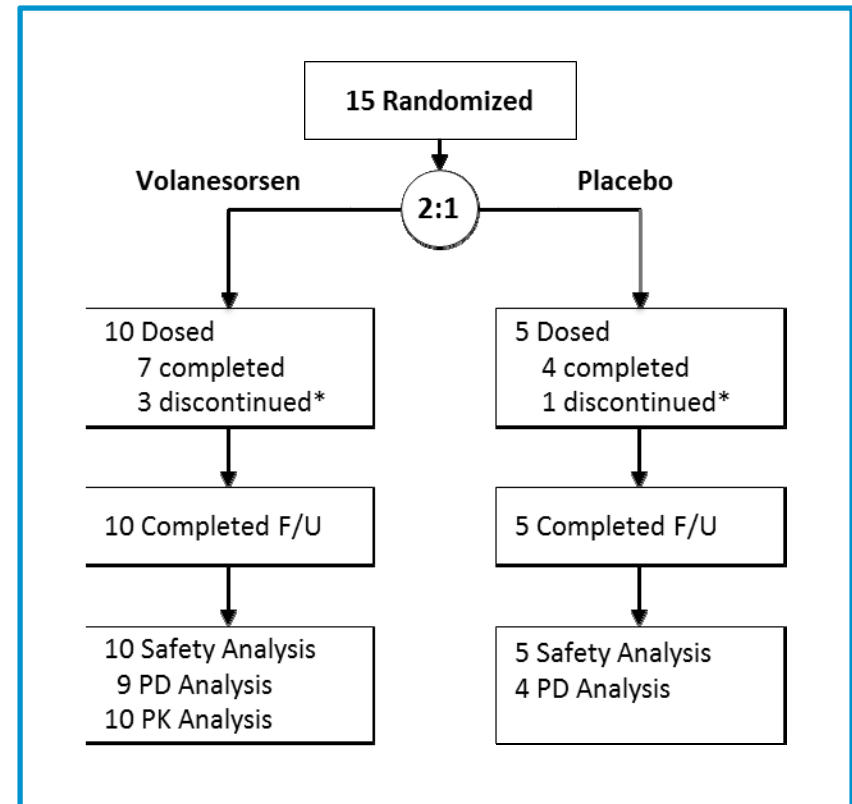 15 Randomized
Volanesorsen
Placebo
2:1
10 Dosed
7 completed
3 discontinued*
5 Dosed
4 completed
1 discontinued*
10 Completed F/U
5 Completed F/U
10 Safety Analysis
9 PD Analysis
10 PK Analysis
5 Safety Analysis
4 PD Analysis